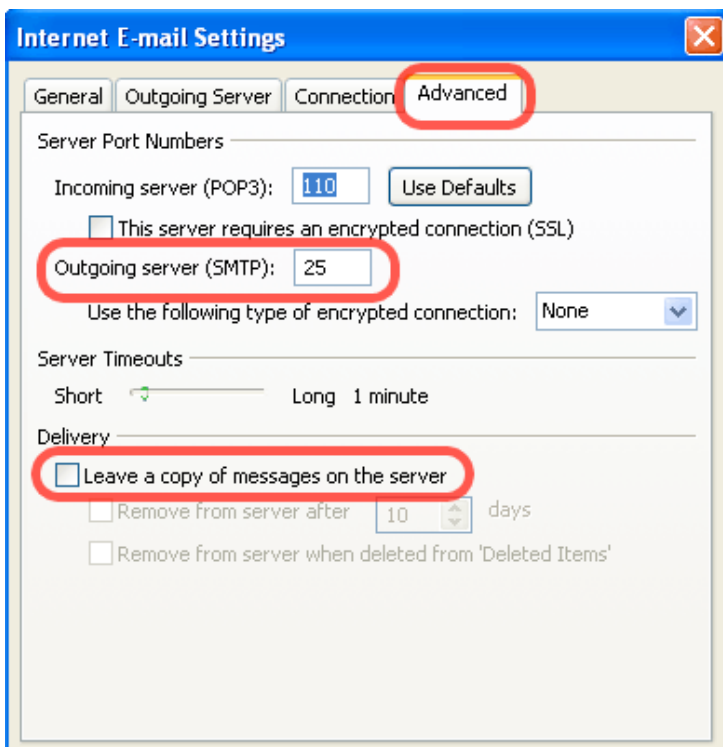 Internet E-mail Settings
General Outgoing Server Connection Advanced
Server Port Numbers
Incoming server (POP3): 110 Use Defaults
This server requires an encrypted connection (SSL)
Outgoing server (SMTP): 25
Use the following type of encrypted connection: None
Server Timeouts
Short Long 1 minute
Delivery
Leave a copy of messages on the server
Remove from server after 10 days
Remove from server when deleted from 'Deleted Items'